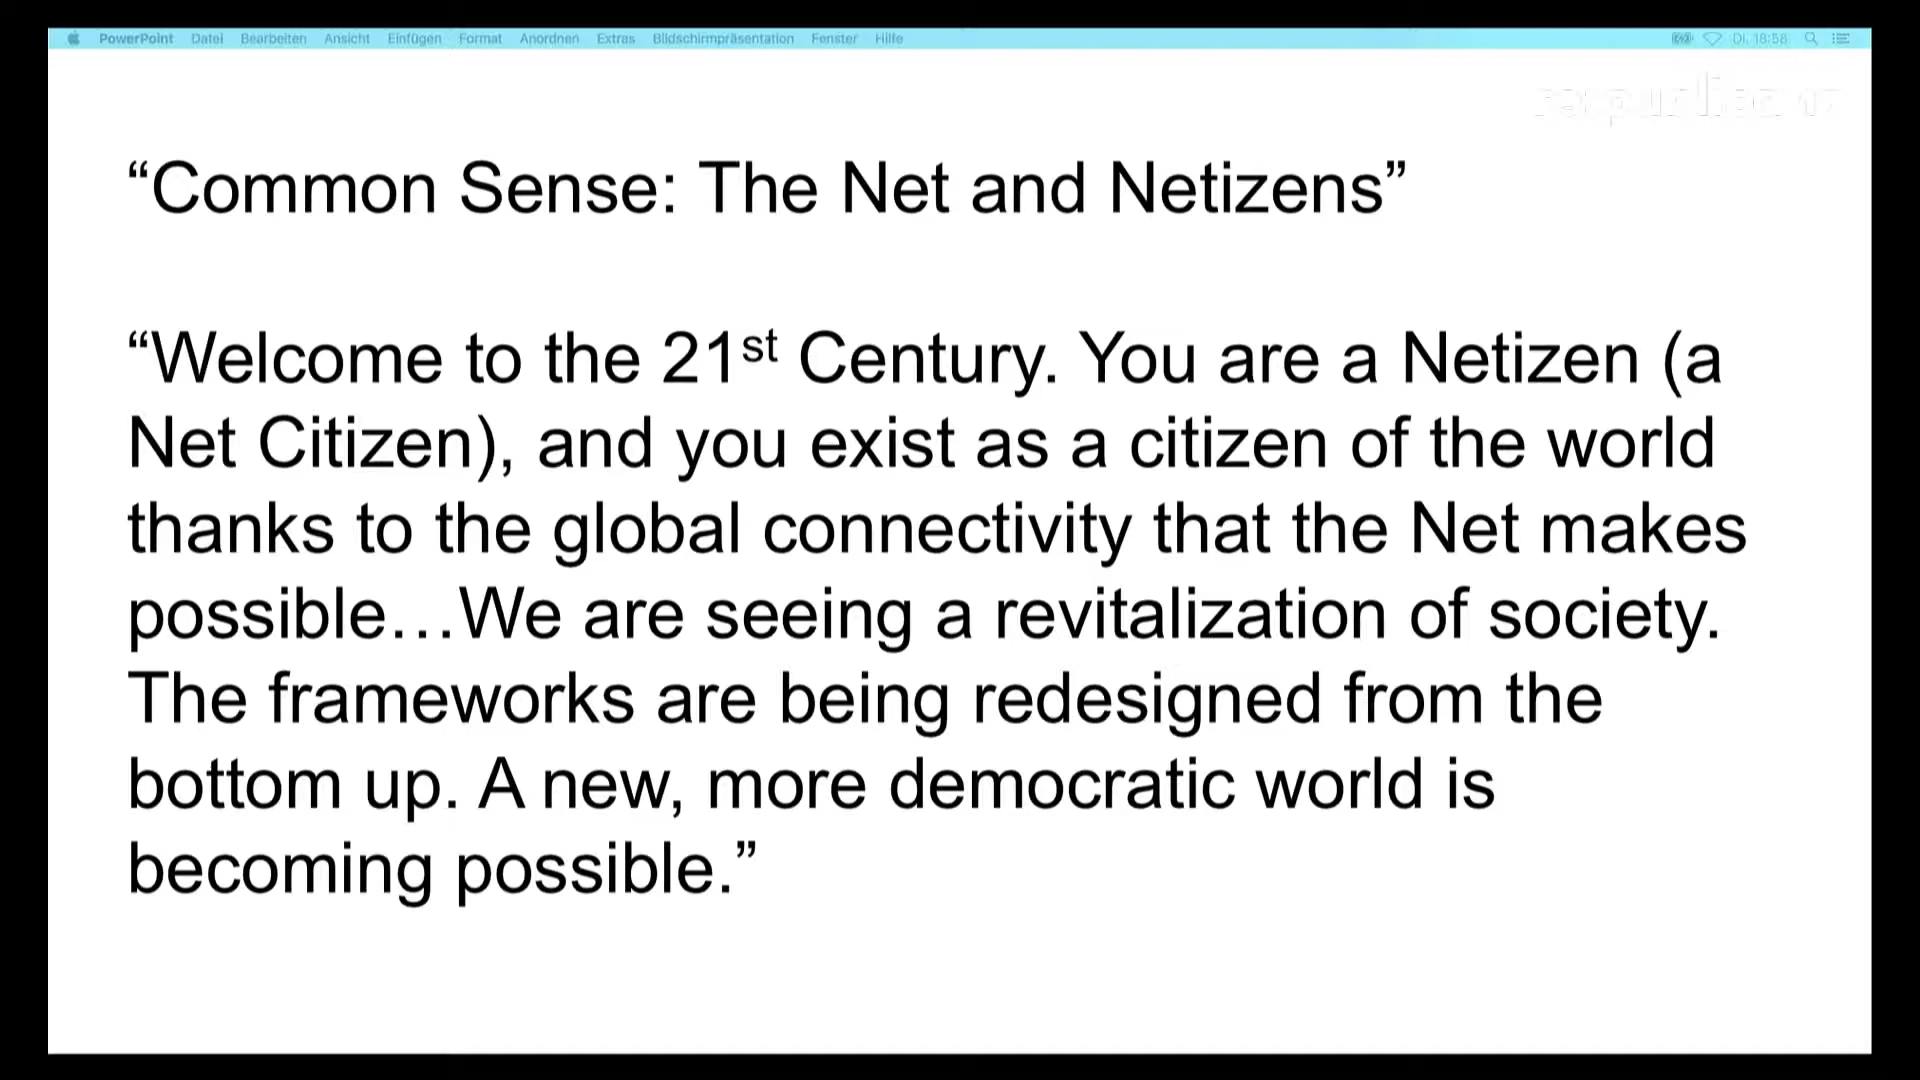 PowerPoint Datei Bearbeiten Ansicht Einfügen Format Anordnen Extras Bildschirmpräsentation Fenster Hilfe Di. 18:58
“Common Sense: The Net and Netizens”
“Welcome to the 21st Century. You are a Netizen (a
Net Citizen), and you exist as a citizen of the world
thanks to the global connectivity that the Net makes
possible…We are seeing a revitalization of society.
The frameworks are being redesigned from the
bottom up. A new, more democratic world is
becoming possible.”